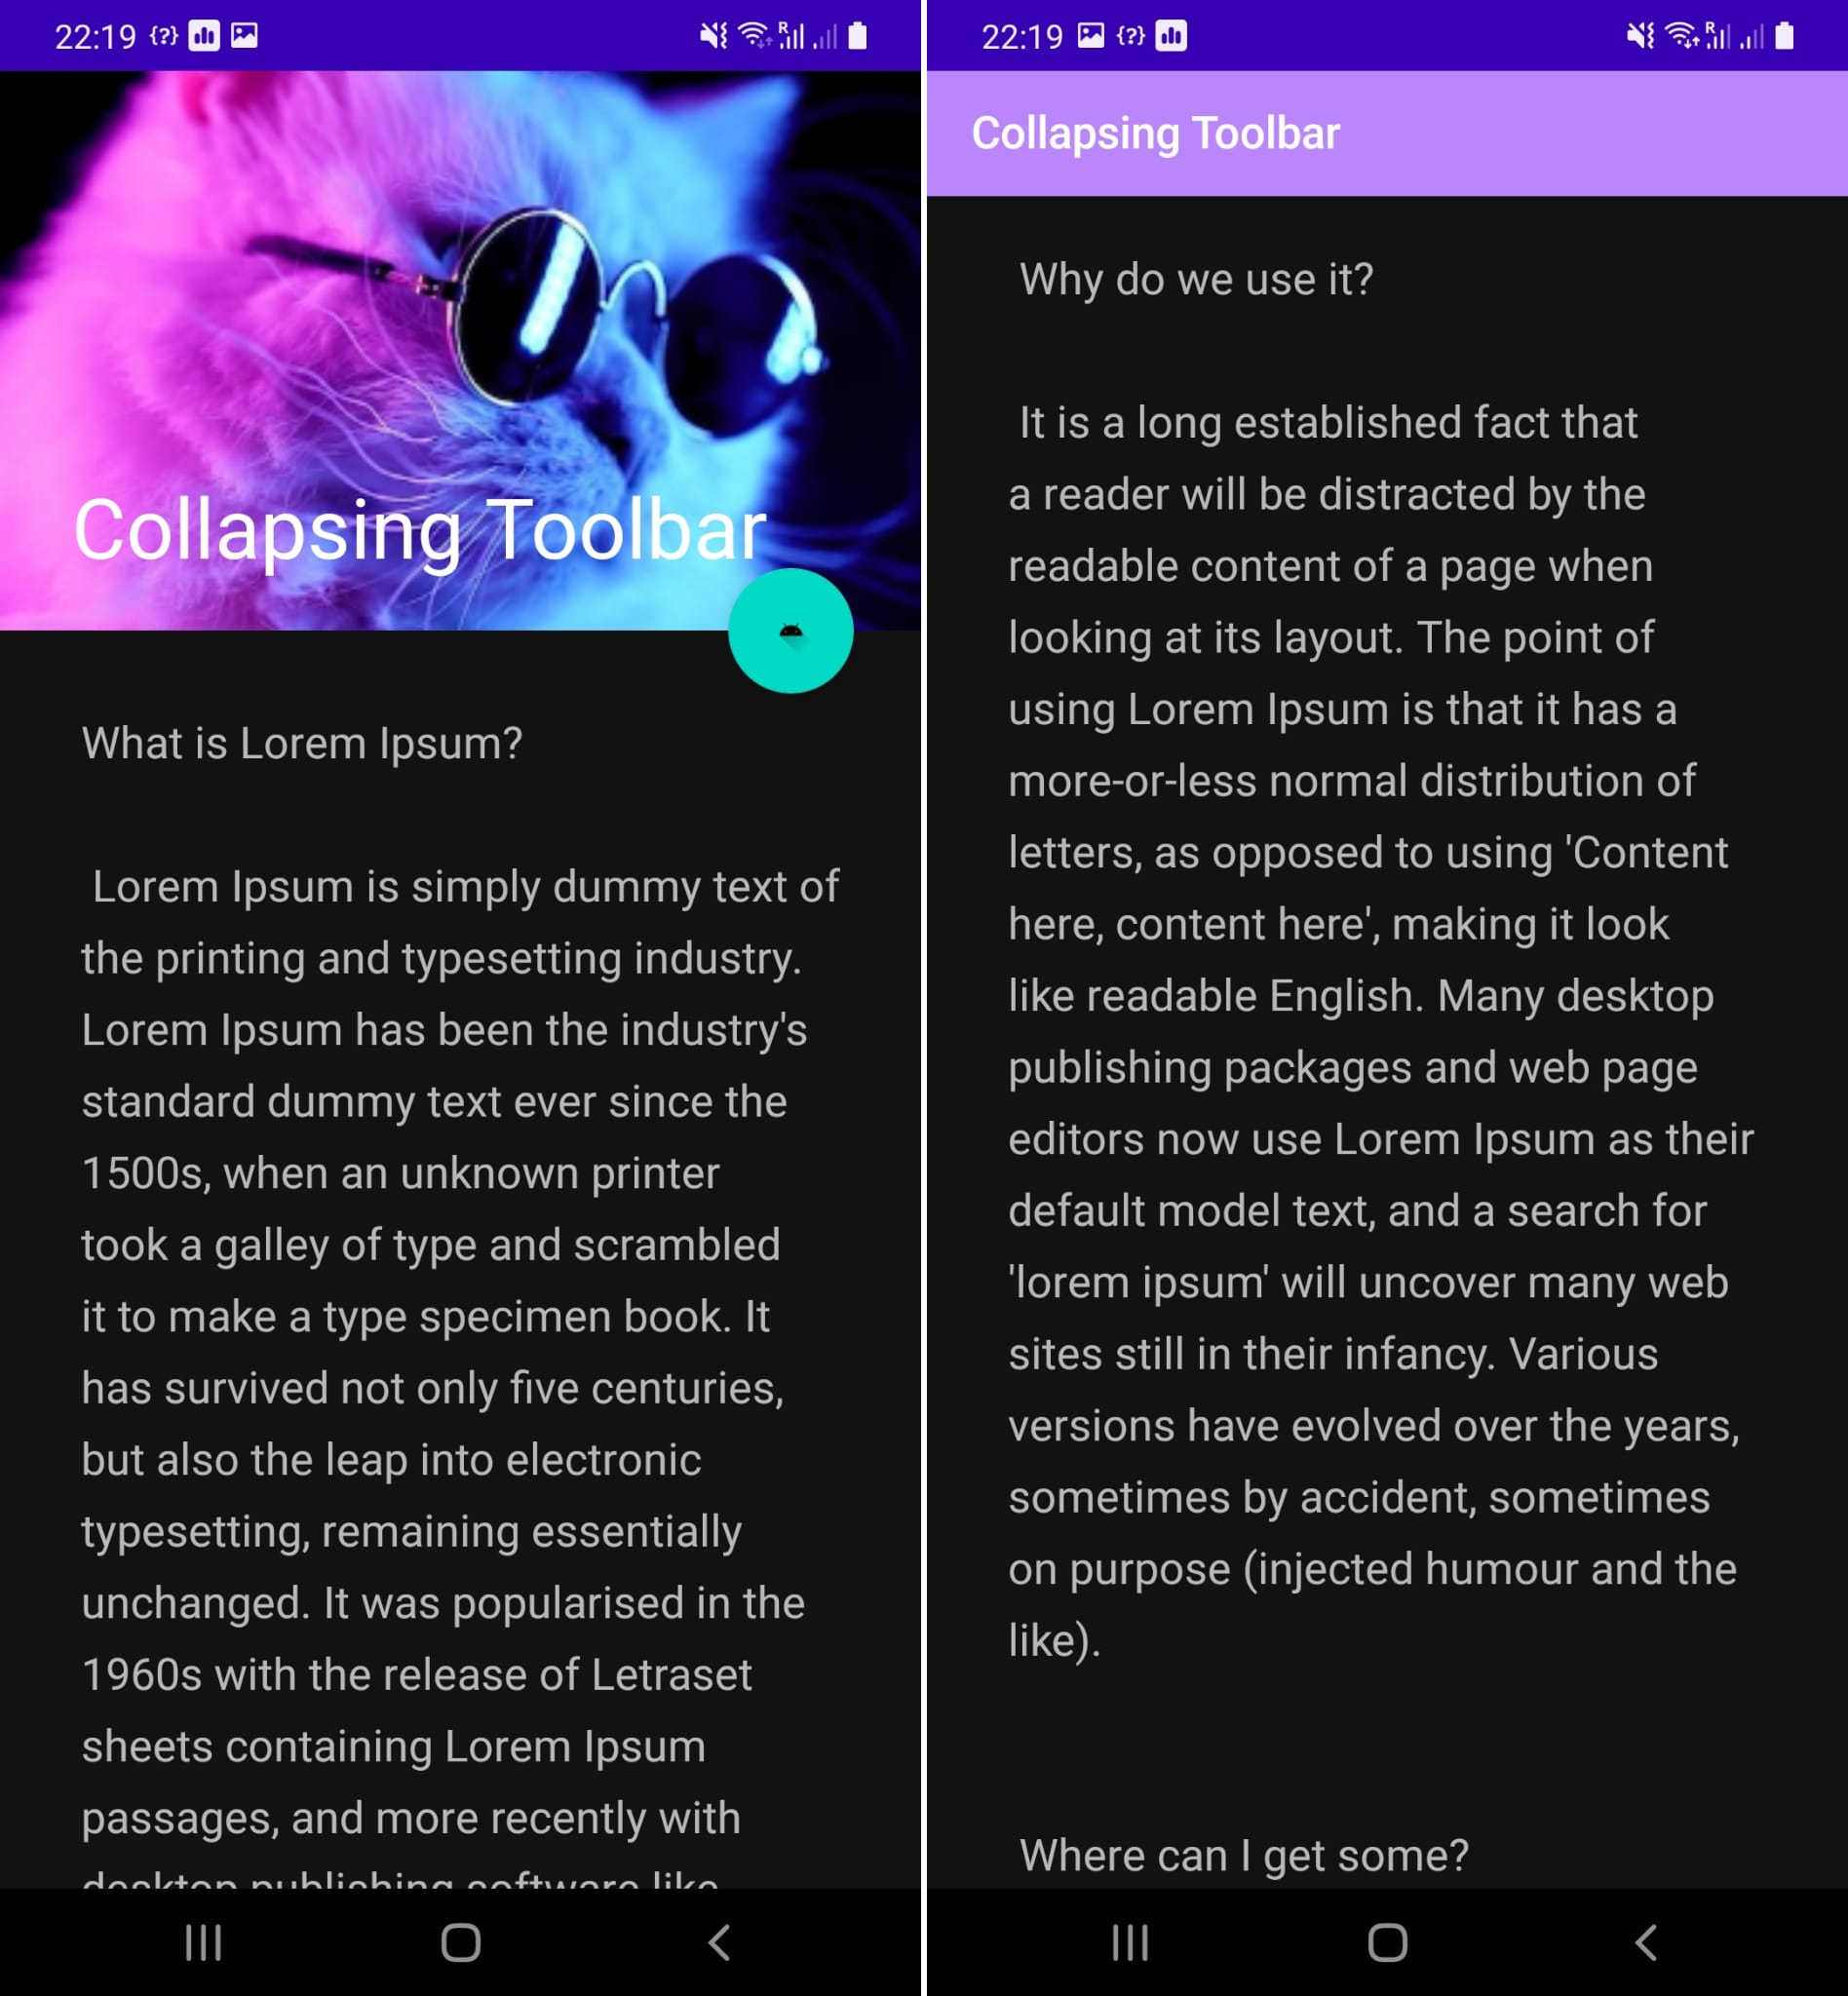 22:19 {?}
Collapsing Toolbar
What is Lorem Ipsum?
Lorem Ipsum is simply dummy text of
the printing and typesetting industry.
Lorem Ipsum has been the industry's
standard dummy text ever since the
1500s, when an unknown printer
took a galley of type and scrambled
it to make a type specimen book. It
has survived not only five centuries,
but also the leap into electronic
typesetting, remaining essentially
unchanged. It was popularised in the
1960s with the release of Letraset
sheets containing Lorem Ipsum
passages, and more recently with
desktop publishing software like
22:19 {?}
Collapsing Toolbar
Why do we use it?
It is a long established fact that
a reader will be distracted by the
readable content of a page when
looking at its layout. The point of
using Lorem Ipsum is that it has a
more-or-less normal distribution of
letters, as opposed to using 'Content
here, content here', making it look
like readable English. Many desktop
publishing packages and web page
editors now use Lorem Ipsum as their
default model text, and a search for
'lorem ipsum' will uncover many web
sites still in their infancy. Various
versions have evolved over the years,
sometimes by accident, sometimes
on purpose (injected humour and the
like).
Where can I get some?